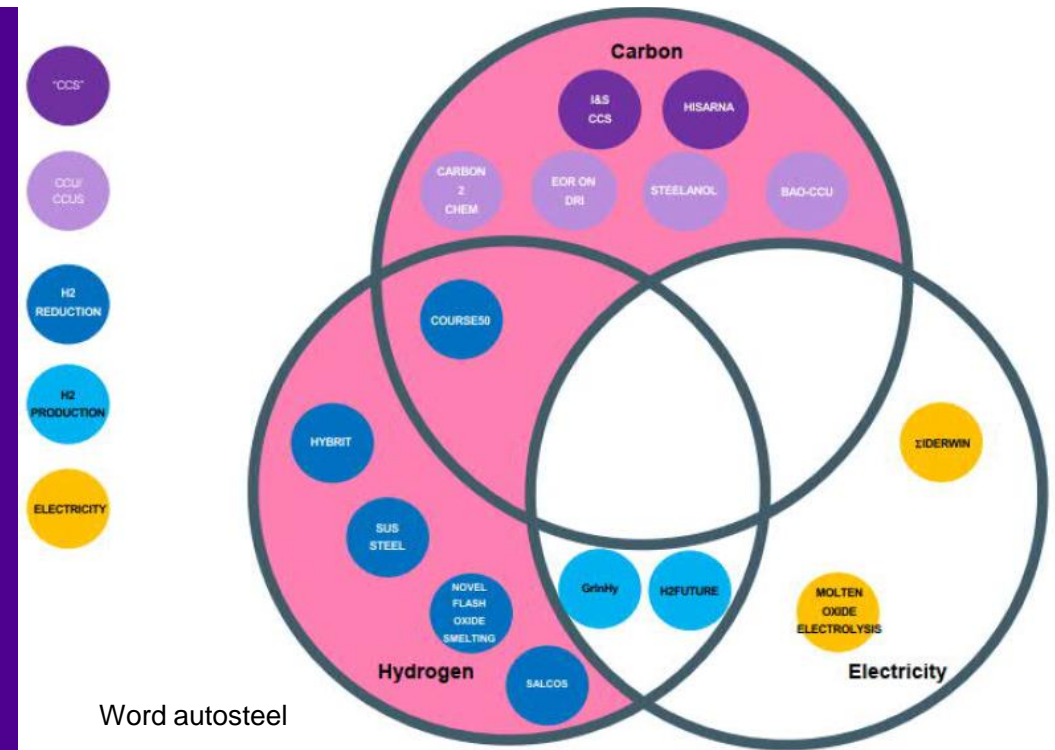 "CCS"
CCU/
CCUS
H2
REDUCTION
H2
PRODUCTION
ELECTRICITY
Carbon
I&S
CCS
HISARNA
CARBON
2
CHEM
EOR ON
DRI
STEELANOL
BAO-CCU
COURSE50
HYBRIT
ΣIDERWIN
SUS
STEEL
NOVEL
FLASH
OXIDE
SMELTING
GrInHy
H2FUTURE
MOLTEN
OXIDE
ELECTROLYSIS
Hydrogen
SALCOS
Electricity
Word autosteel